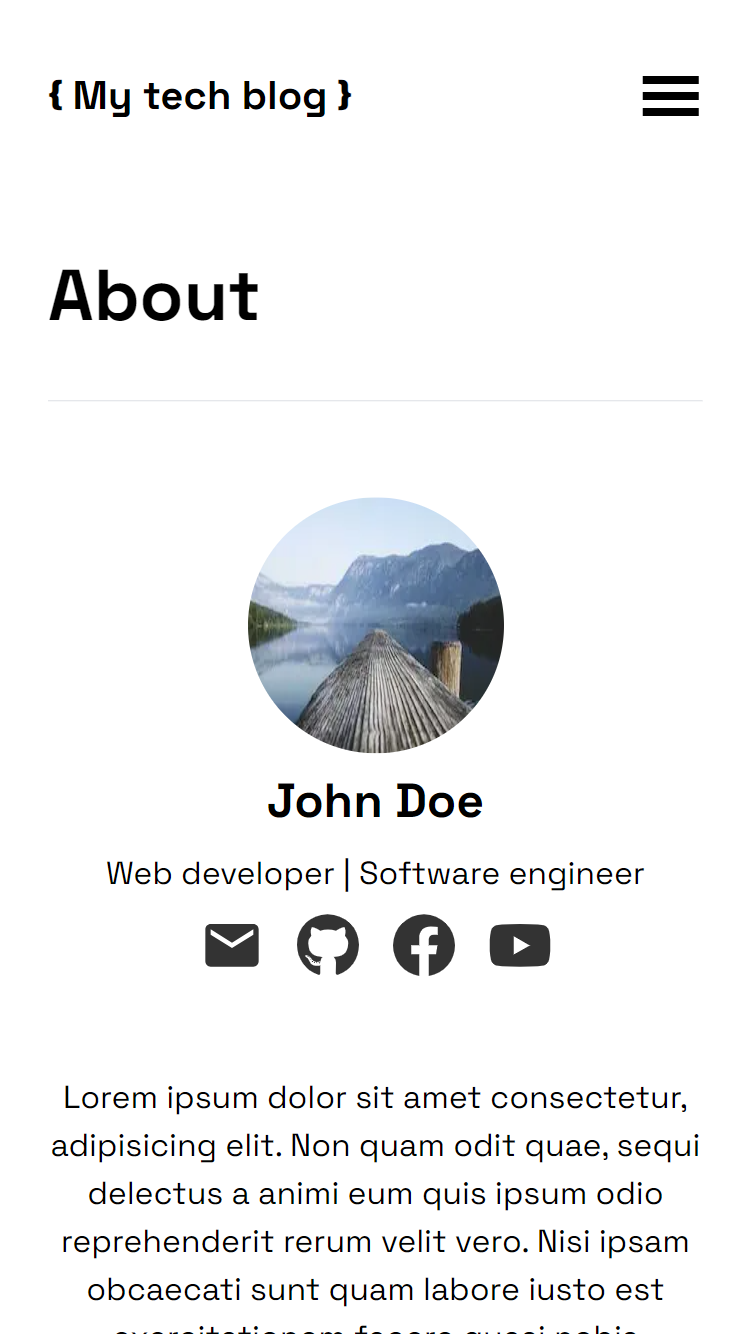 { My tech blog }
About
John Doe
Web developer | Software engineer
Lorem ipsum dolor sit amet consectetur,
adipisicing elit. Non quam odit quae, sequi
delectus a animi eum quis ipsum odio
reprehenderit rerum velit vero. Nisi ipsam
obcaecati sunt quam labore iusto est